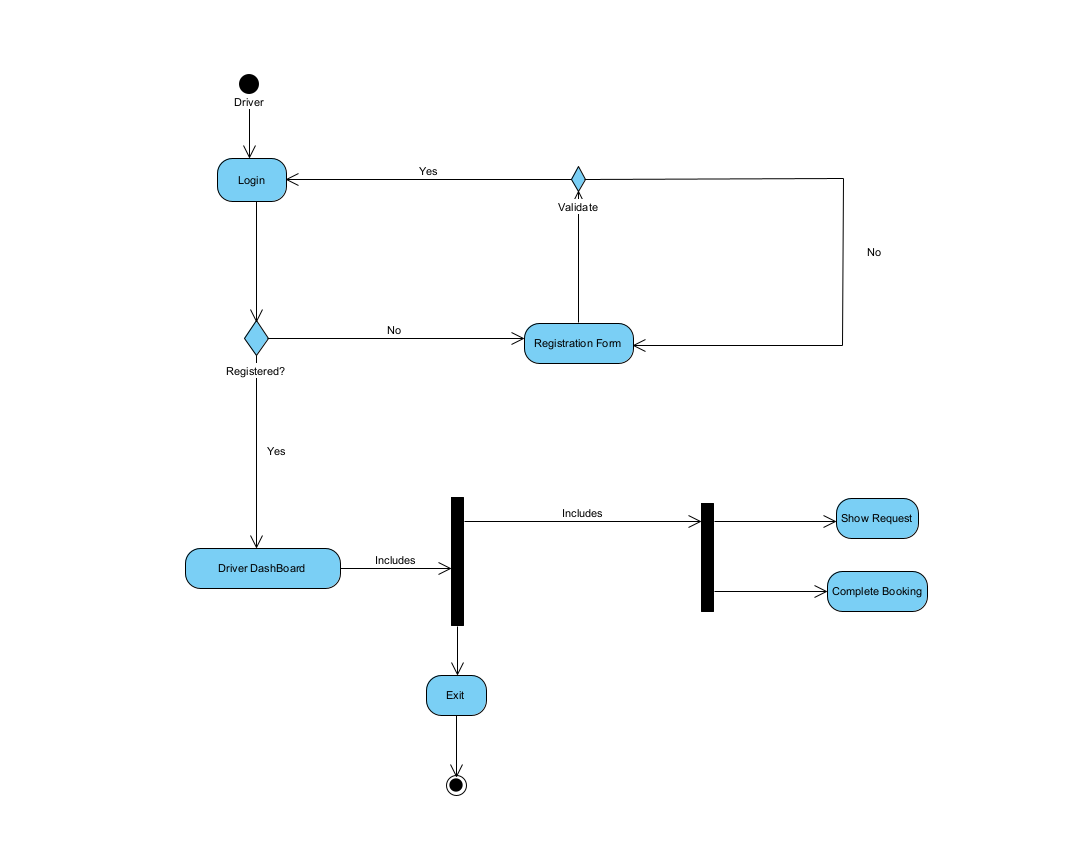 Driver
Login
Yes
Validate
No
No
Registration Form
Registered?
Yes
Includes
Show Request
Driver DashBoard
Includes
Complete Booking
Exit